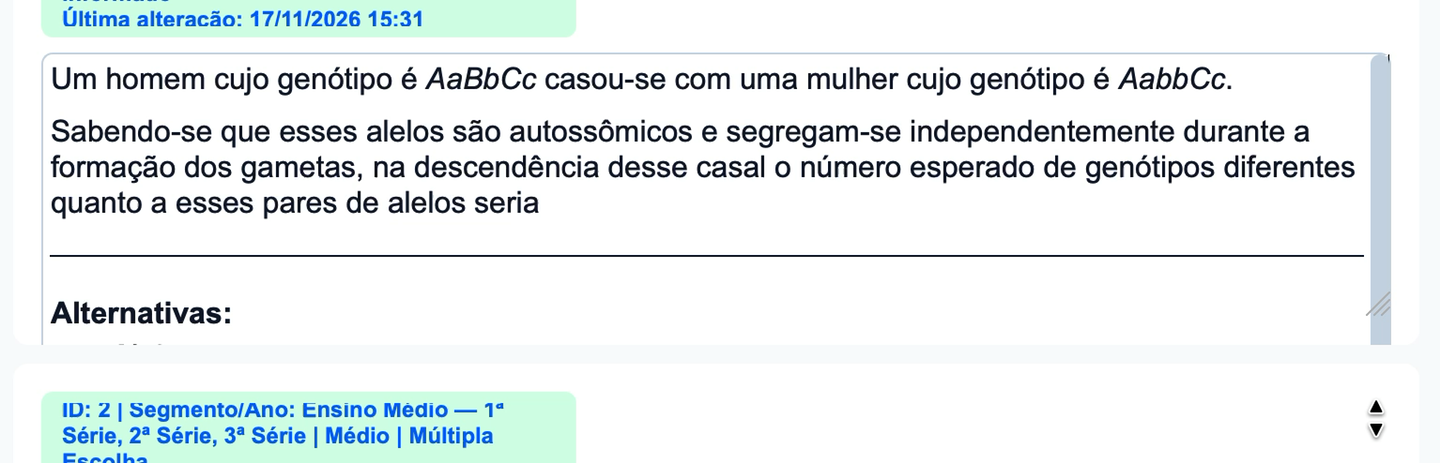 Última alteração: 17/11/2026 15:31
Um homem cujo genótipo é AaBbCc casou-se com uma mulher cujo genótipo é AabbCc.
Sabendo-se que esses alelos são autossômicos e segregam-se independentemente durante a
formação dos gametas, na descendência desse casal o número esperado de genótipos diferentes
quanto a esses pares de alelos seria
Alternativas:
ID: 2 | Segmento/Ano: Ensino Médio — 1ª
Série, 2ª Série, 3ª Série | Médio | Múltipla
Escolha